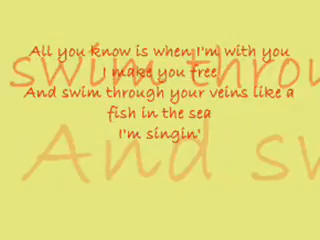 All you know is when I'm with you
I make you free
And swim through your veins like a
fish in the sea
I'm singin'
swim throu
And sw